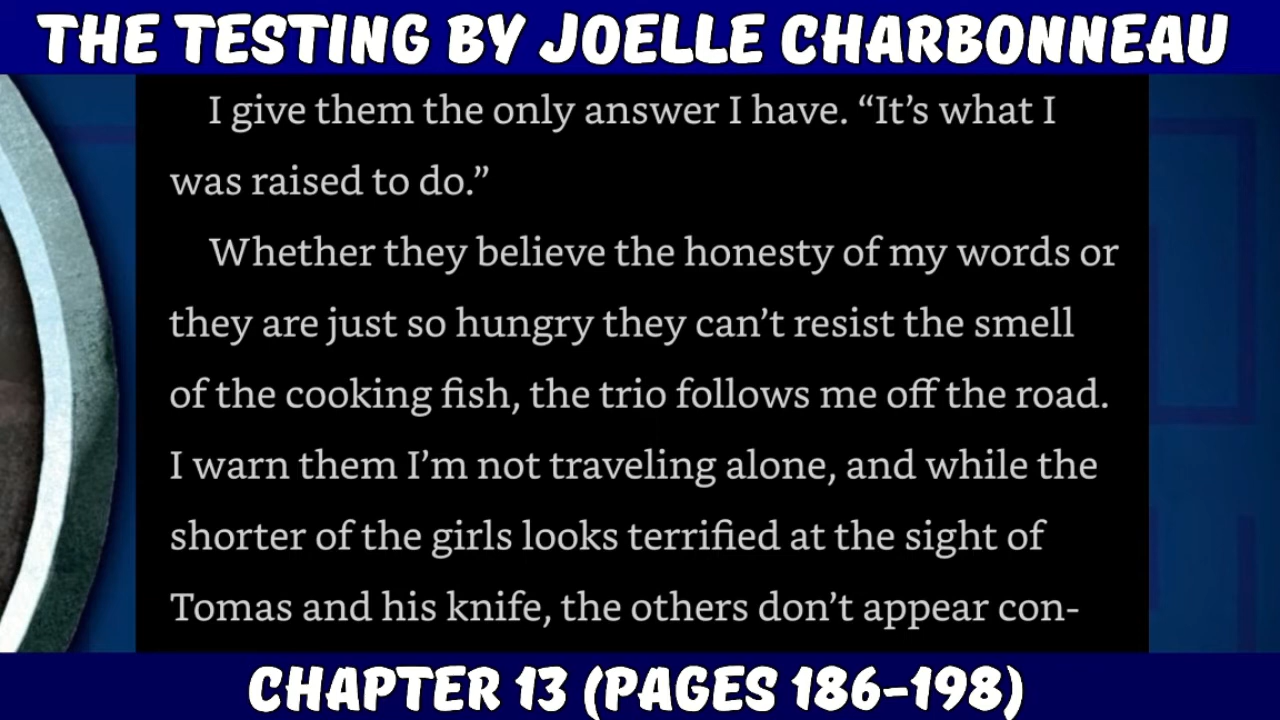 THE TESTING BY JOELLE CHARBONNEAU
I give them the only answer I have. “It’s what I
was raised to do.”
Whether they believe the honesty of my words or
they are just so hungry they can’t resist the smell
of the cooking fish, the trio follows me off the road.
I warn them I’m not traveling alone, and while the
shorter of the girls looks terrified at the sight of
Tomas and his knife, the others don’t appear con-
CHAPTER 13 (PAGES 186-198)